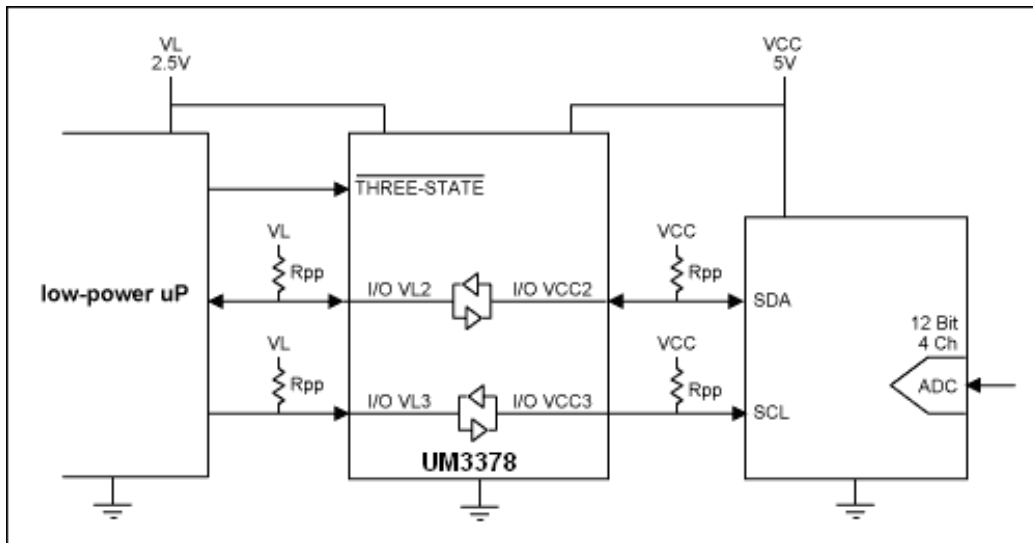 VL
2.5V
VCC
5V
THREE-STATE
VL
Rpp
VCC
Rpp
low-power uP
I/O VL2
I/O VCC2
SDA
12 Bit
4 Ch
ADC
VL
Rpp
VCC
Rpp
I/O VL3
I/O VCC3
SCL
UM3378